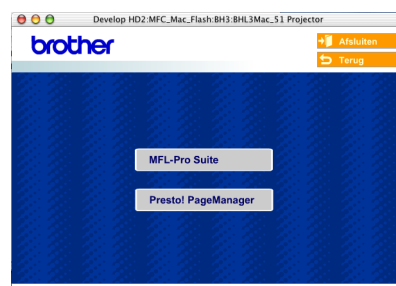 Develop HD2:MFC_Mac_Flash:BH3:BHL3Mac_51 Projector
brother
Afsluiten
Terug
MFL-Pro Suite
Presto! PageManager